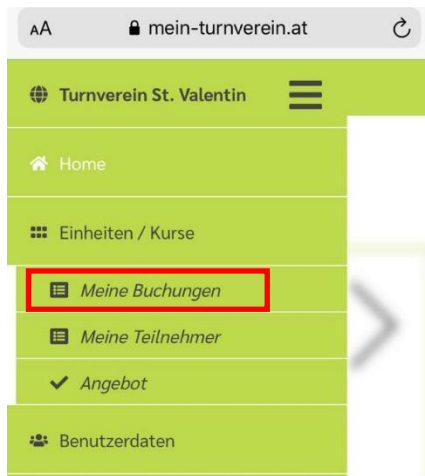 AA mein-turnverein.at
Turnverein St. Valentin
Home
Einheiten / Kurse
Meine Buchungen
Meine Teilnehmer
Angebot
Benutzerdaten